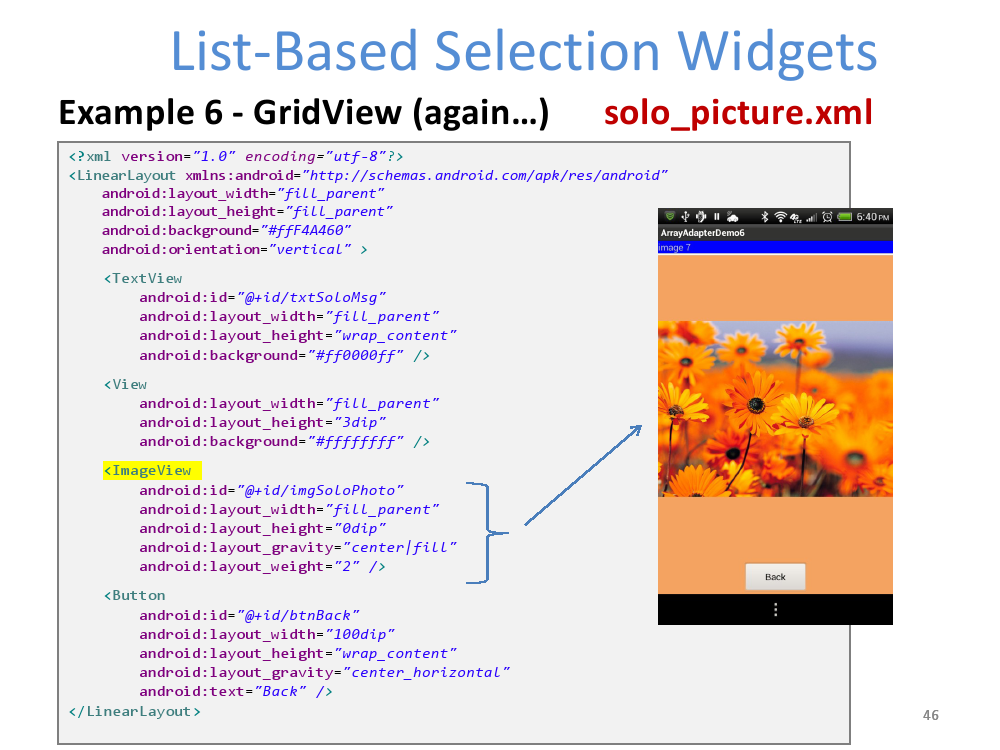 List-Based Selection Widgets
Example 6 - GridView (again…) solo_picture.xml
<?xml version="1.0" encoding="utf-8"?>
<LinearLayout xmlns:android="http://schemas.android.com/apk/res/android"
android:layout_width="fill_parent"
android:layout_height="fill_parent"
android:background="#ffF4A460"
android:orientation="vertical" >
<TextView
android:id="@+id/txtSoloMsg"
android:layout_width="fill_parent"
android:layout_height="wrap_content"
android:background="#ff0000ff" />
<View
android:layout_width="fill_parent"
android:layout_height="3dip"
android:background="#ffffffff" />
<ImageView
android:id="@+id/imgSoloPhoto"
android:layout_width="fill_parent"
android:layout_height="0dip"
android:layout_gravity="center|fill"
android:layout_weight="2" />
<Button
android:id="@+id/btnBack"
android:layout_width="100dip"
android:layout_height="wrap_content"
android:layout_gravity="center_horizontal"
android:text="Back" />
</LinearLayout>
4G LTE 6:40 PM
ArrayAdapterDemo6
image 7
Back
46